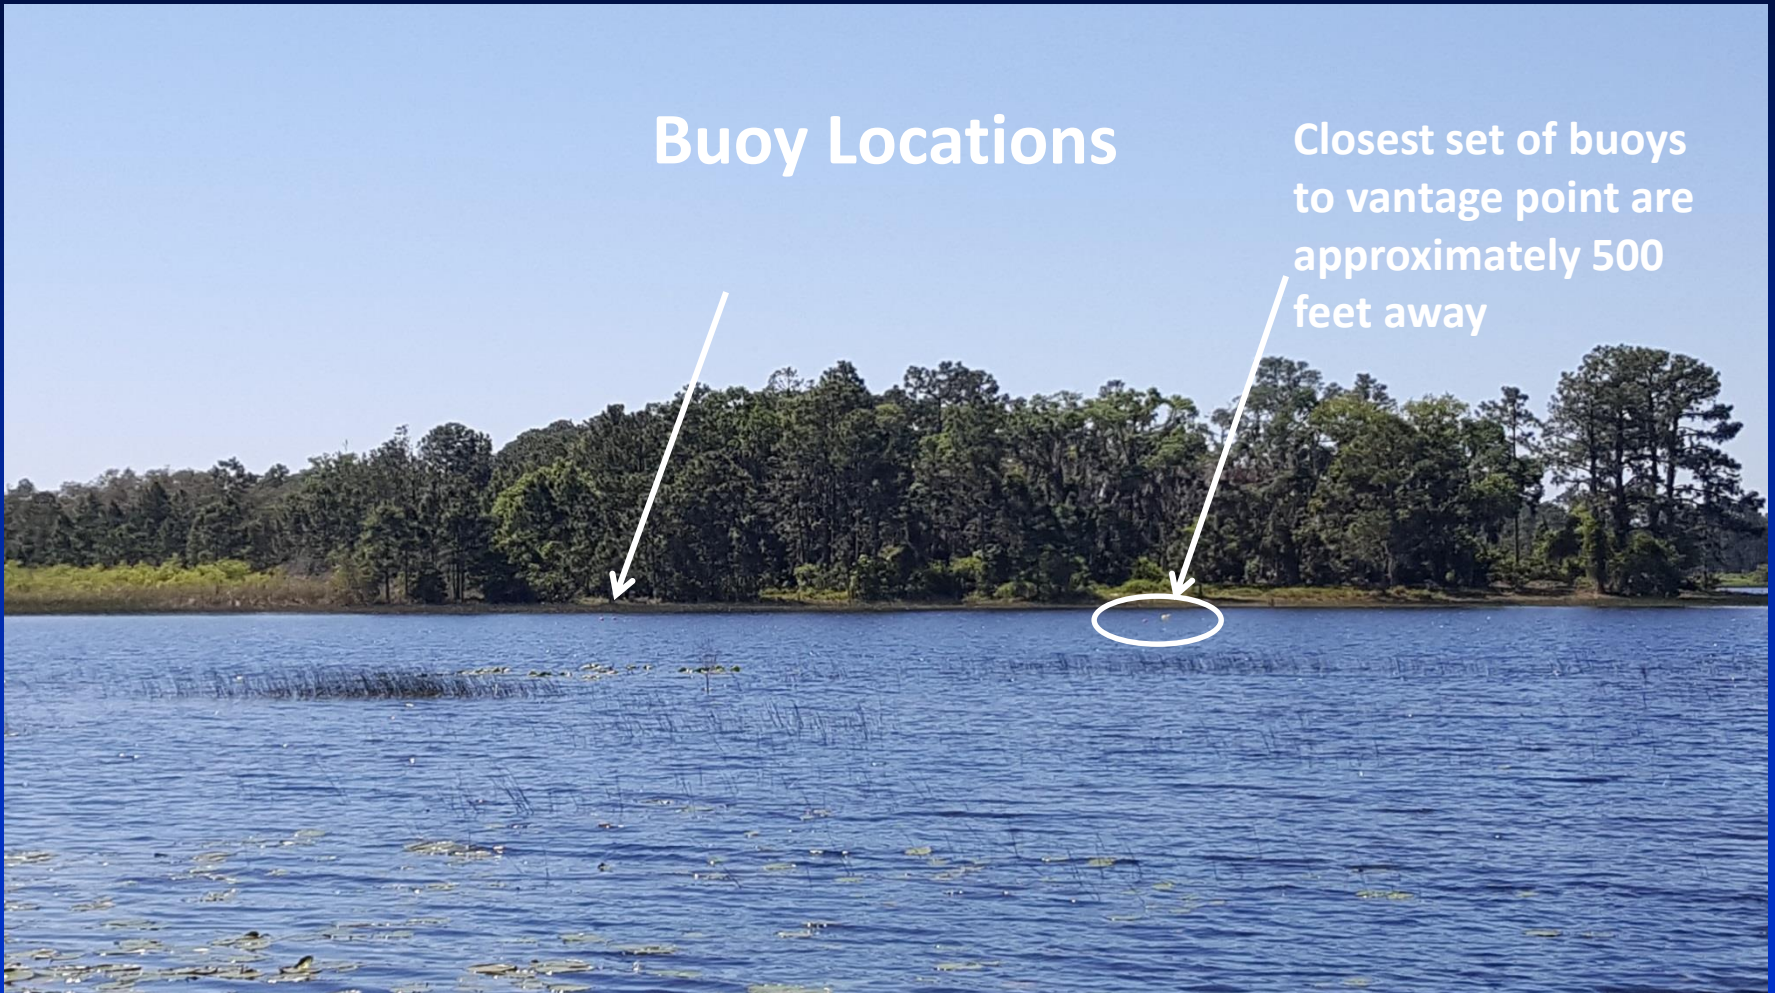 Buoy Locations
Closest set of buoys
to vantage point are
approximately 500
feet away